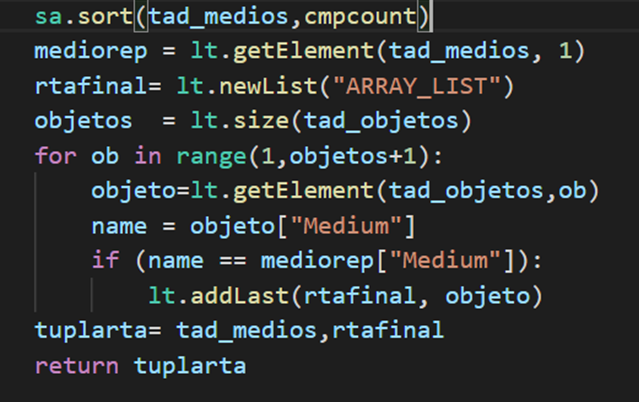 sa.sort(tad_medios,cmpcount)
mediorep = lt.getElement(tad_medios, 1)
rtafinal= lt.newList("ARRAY_LIST")
objetos  = lt.size(tad_objetos)
for ob in range(1,objetos+1):
    objeto=lt.getElement(tad_objetos,ob)
    name = objeto["Medium"]
    if (name == mediorep["Medium"]):
        lt.addLast(rtafinal, objeto)
tuplarta= tad_medios,rtafinal
return tuplarta